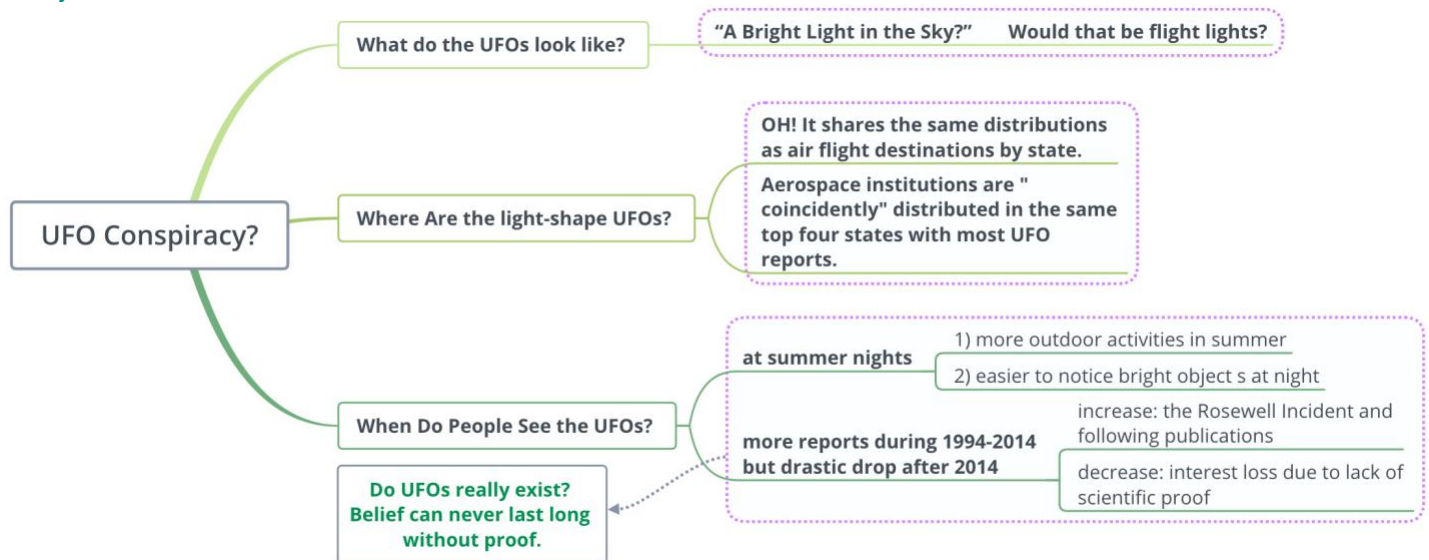 What do the UFOs look like?
“A Bright Light in the Sky?” Would that be flight lights?
UFO Conspiracy?
Where Are the light-shape UFOs?
OH! It shares the same distributions
as air flight destinations by state.
Aerospace institutions are "
coincidently" distributed in the same
top four states with most UFO
reports.
When Do People See the UFOs?
at summer nights
1) more outdoor activities in summer
2) easier to notice bright object s at night
more reports during 1994-2014
but drastic drop after 2014
increase: the Rosewell Incident and
following publications
decrease: interest loss due to lack of
scientific proof
Do UFOs really exist?
Belief can never last long
without proof.